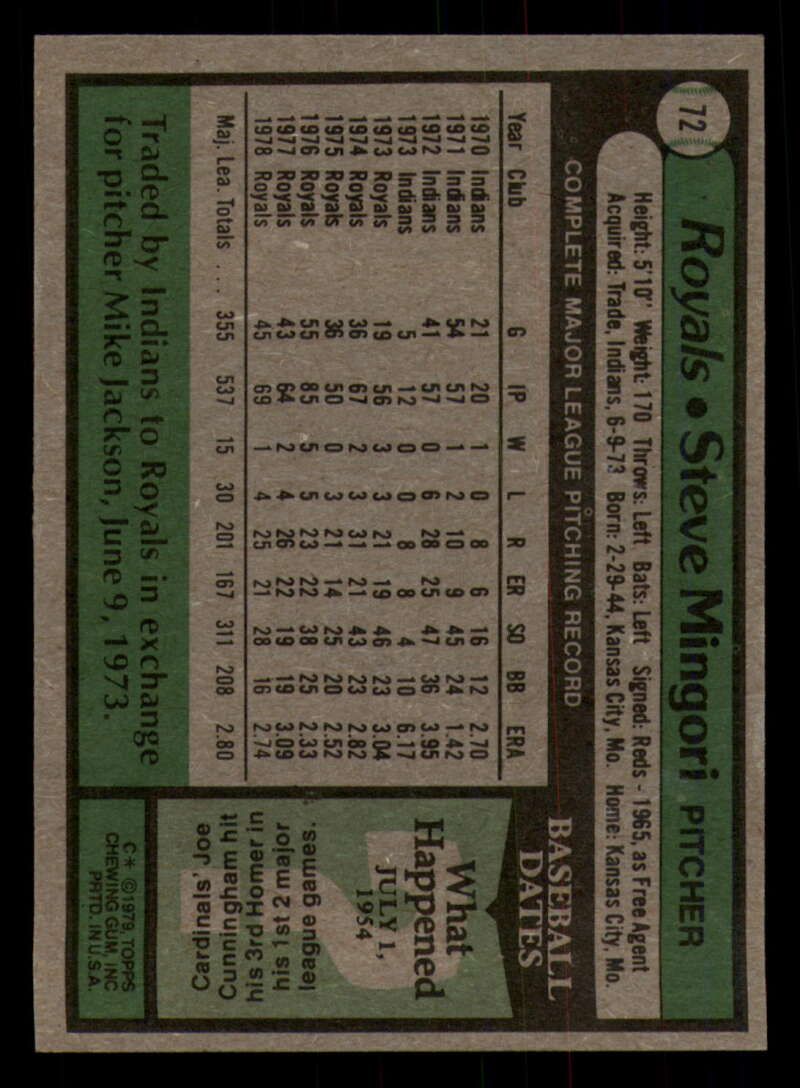 72
Royals • Steve Mingori PITCHER
Height: 5'10" Weight: 170 Throws: Left Bats: Left Signed: Reds - 1965, as Free Agent
Acquired: Trade, Indians, 6-9-73 Born: 2-29-44, Kansas City, Mo. Home: Kansas City, Mo.
COMPLETE MAJOR LEAGUE PITCHING RECORD
Year Club G IP W L R ER SO BB ERA
1970 Indians 21 20 1 0 8 6 16 12 2.70
1971 Indians 54 57 1 2 10 9 45 24 1.42
1972 Indians 41 57 0 6 28 25 47 36 3.95
1973 Indians 5 12 0 0 8 8 4 10 6.17
1973 Royals 19 56 3 3 21 19 46 23 3.04
1974 Royals 36 67 2 3 31 21 43 23 2.82
1975 Royals 36 50 0 3 21 14 25 20 2.52
1976 Royals 55 85 5 5 23 22 38 25 2.33
1977 Royals 43 64 2 4 26 22 19 19 3.09
1978 Royals 45 69 1 4 25 21 28 16 2.74
Maj. Lea. Totals .... 355 537 15 30 201 167 311 208 2.80
BASEBALL
DATES
What
Happened
JULY 1,
1954
Cardinals' Joe
Cunningham hit
his 3rd Homer in
his 1st 2 major
league games.
Traded by Indians to Royals in exchange
for pitcher Mike Jackson, June 9, 1973.
C* ©1979, TOPPS
CHEWING GUM, INC
PRTD. IN U.S.A.